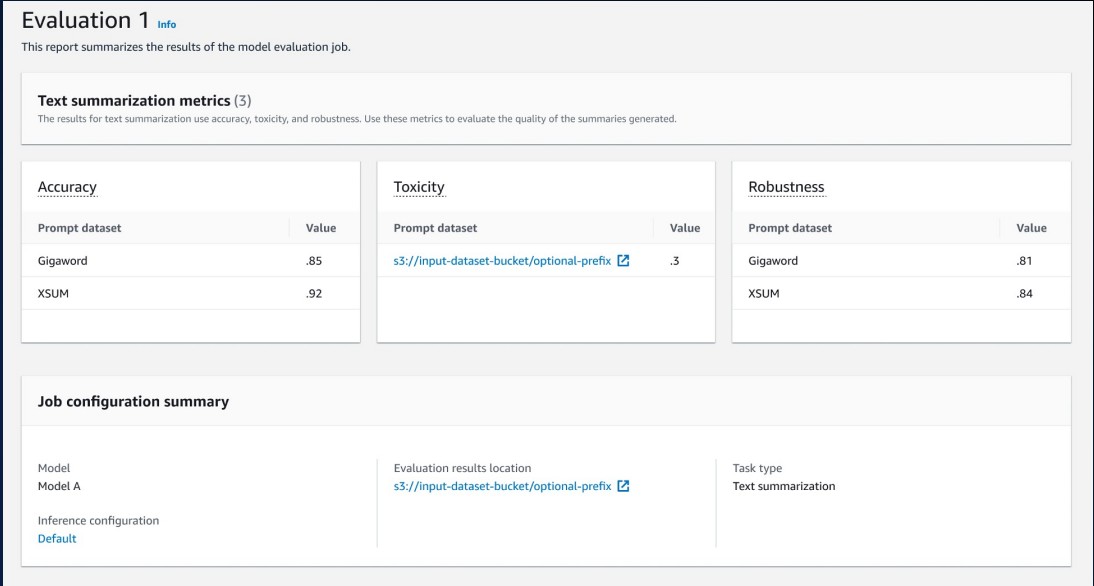 Evaluation 1 Info
This report summarizes the results of the model evaluation job.
Text summarization metrics (3)
The results for text summarization use accuracy, toxicity, and robustness. Use these metrics to evaluate the quality of the summaries generated.
Accuracy
Prompt dataset Value
Gigaword .85
XSUM .92
Toxicity
Prompt dataset Value
s3://input-dataset-bucket/optional-prefix .3
Robustness
Prompt dataset Value
Gigaword .81
XSUM .84
Job configuration summary
Model
Model A
Inference configuration
Default
Evaluation results location
s3://input-dataset-bucket/optional-prefix
Task type
Text summarization